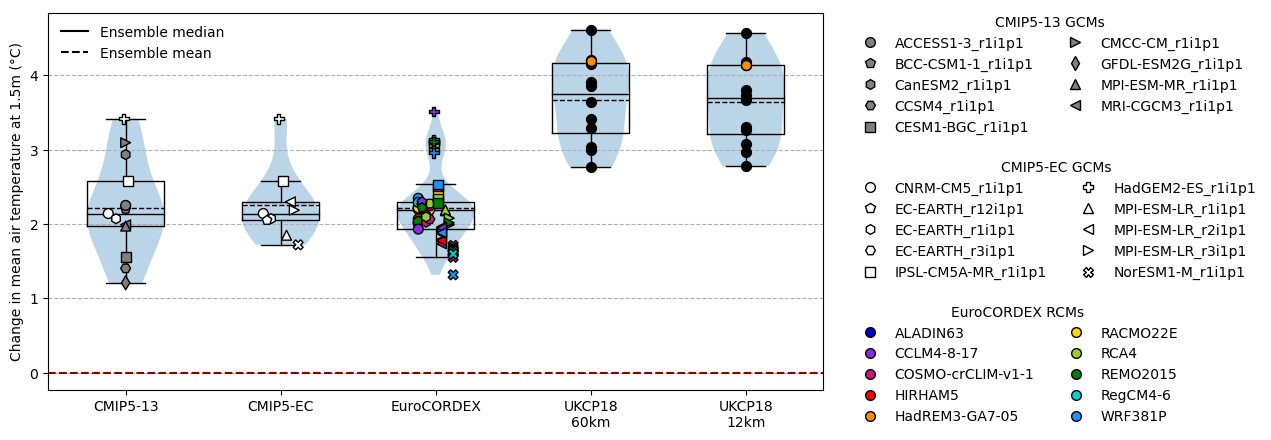 Change in mean air temperature at 1.5m (°C)
Ensemble median
Ensemble mean
4
3
2
1
0
CMIP5-13
CMIP5-EC
EuroCORDEX
UKCP18
60km
UKCP18
12km
CMIP5-13 GCMs
ACCESS1-3_r1i1p1
BCC-CSM1-1_r1i1p1
CanESM2_r1i1p1
CCSM4_r1i1p1
CESM1-BGC_r1i1p1
CMCC-CM_r1i1p1
GFDL-ESM2G_r1i1p1
MPI-ESM-MR_r1i1p1
MRI-CGCM3_r1i1p1
CMIP5-EC GCMs
CNRM-CM5_r1i1p1
EC-EARTH_r12i1p1
EC-EARTH_r1i1p1
EC-EARTH_r3i1p1
IPSL-CM5A-MR_r1i1p1
HadGEM2-ES_r1i1p1
MPI-ESM-LR_r1i1p1
MPI-ESM-LR_r2i1p1
MPI-ESM-LR_r3i1p1
NorESM1-M_r1i1p1
EuroCORDEX RCMs
ALADIN63
CCLM4-8-17
COSMO-crCLIM-v1-1
HIRHAM5
HadREM3-GA7-05
RACMO22E
RCA4
REMO2015
RegCM4-6
WRF381P